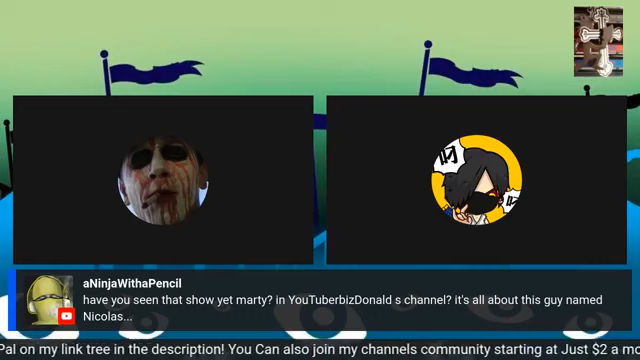 叼
叼
aNinjaWithaPencil
have you seen that show yet marty? in YouTuberbizDonald s channel? it's all about this guy named
Nicolas...
Pal on my link tree in the description! You Can also join my channels community starting at Just $2 a mo